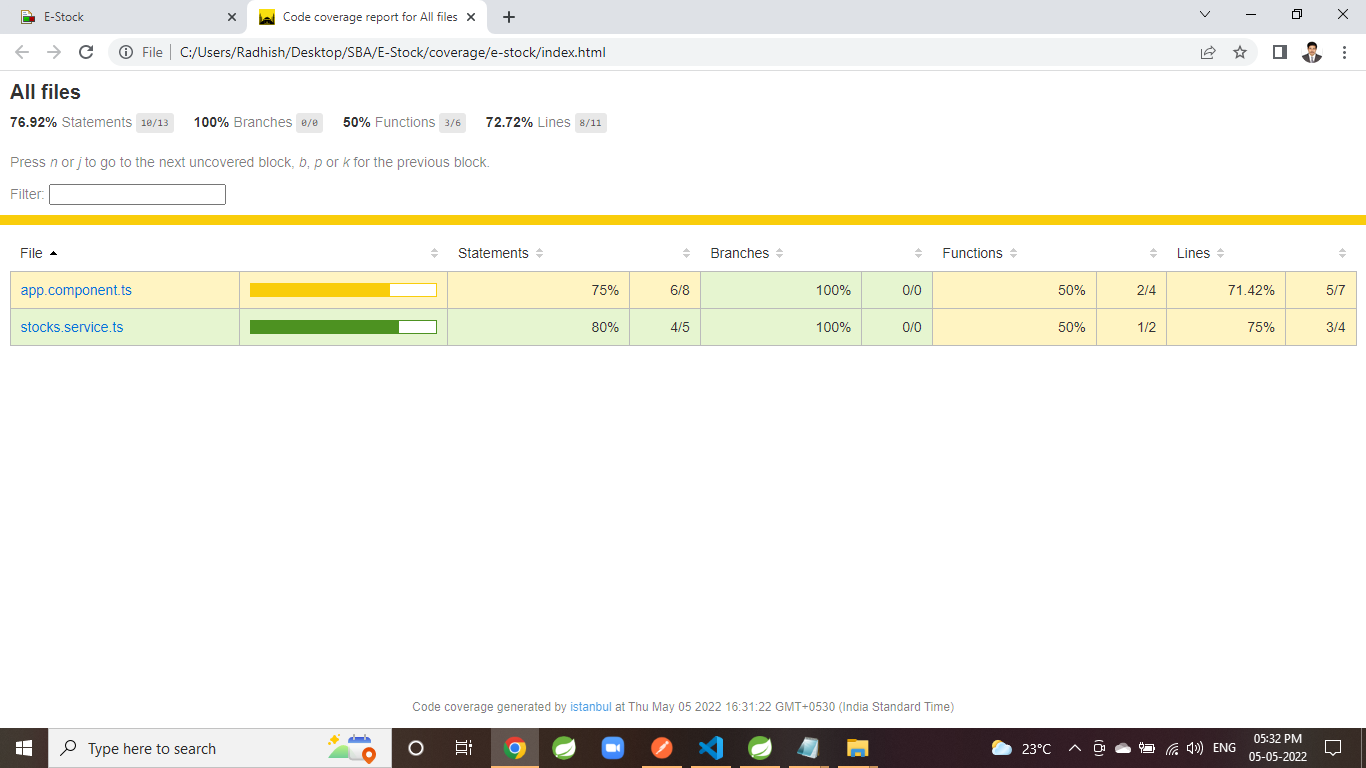 E-Stock
Code coverage report for All files
File C:/Users/Radhish/Desktop/SBA/E-Stock/coverage/e-stock/index.html
All files
76.92% Statements 10/13 100% Branches 0/0 50% Functions 3/6 72.72% Lines 8/11
Press n or j to go to the next uncovered block, b, p or k for the previous block.
Filter:
File Statements Branches Functions Lines
app.component.ts 75% 6/8 100% 0/0 50% 2/4 71.42% 5/7
stocks.service.ts 80% 4/5 100% 0/0 50% 1/2 75% 3/4
Code coverage generated by istanbul at Thu May 05 2022 16:31:22 GMT+0530 (India Standard Time)
Type here to search
23°C
ENG
05:32 PM
05-05-2022